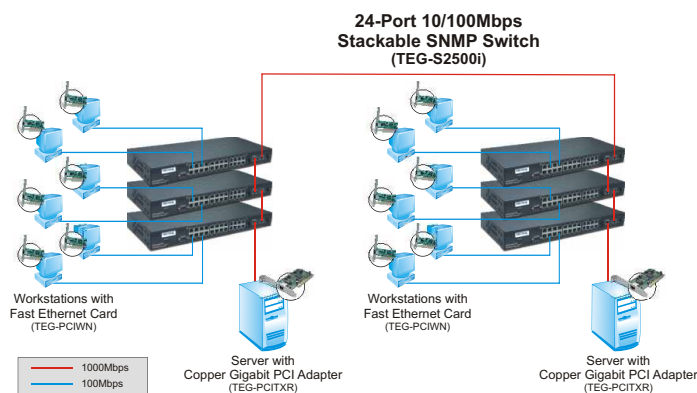 24-Port 10/100Mbps
Stackable SNMP Switch
(TEG-S2500i)
Workstations with
Fast Ethernet Card
(TEG-PCIWN)
Server with
Copper Gigabit PCI Adapter
(TEG-PCITXR)
Workstations with
Fast Ethernet Card
(TEG-PCIWN)
Server with
Copper Gigabit PCI Adapter
(TEG-PCITXR)
1000Mbps
100Mbps